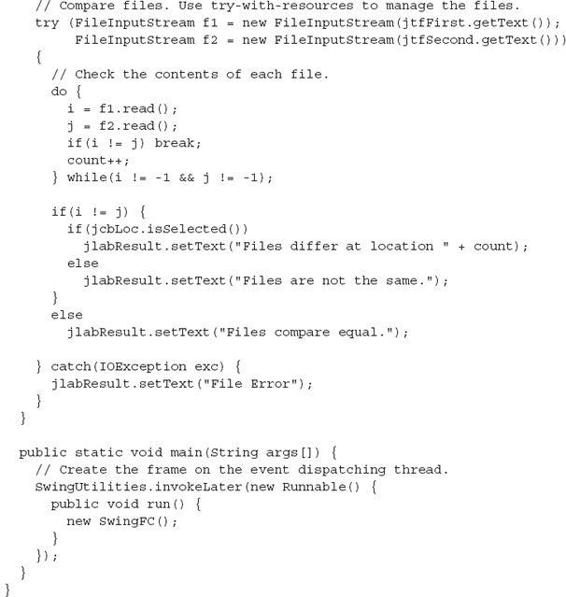 // Compare files. Use try-with-resources to manage the files.
try (FileInputStream f1 = new FileInputStream(jtfFirst.getText());
FileInputStream f2 = new FileInputStream(jtfSecond.getText()))
{
// Check the contents of each file.
do {
i = f1.read();
j = f2.read();
if(i != j) break;
count++;
} while(i != -1 && j != -1);
if(i != j) {
if(jcbLoc.isSelected())
jlabResult.setText("Files differ at location " + count);
else
jlabResult.setText("Files are not the same.");
}
else
jlabResult.setText("Files compare equal.");
} catch(IOException exc) {
jlabResult.setText("File Error");
}
}
public static void main(String args[]) {
// Create the frame on the event dispatching thread.
SwingUtilities.invokeLater(new Runnable() {
public void run() {
new SwingFC();
}
});
}
}